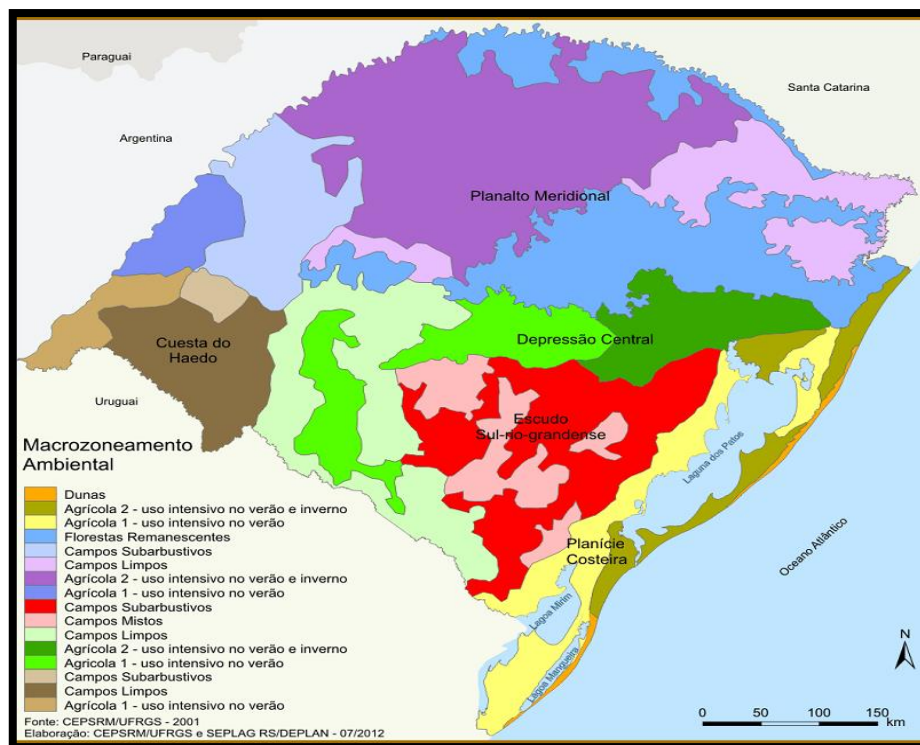 Paraguai
Santa Catarina
Argentina
Planalto Meridional
Cuesta do
Haedo
Depressão Central
Uruguai
Escudo
Sul-rio-grandense
Laguna dos Patos
Planície
Costeira
Oceano Atlântico
Lagoa Mirim
Lagoa Mangueira
Macrozoneamento
Ambiental
Dunas
Agrícola 2 - uso intensivo no verão e inverno
Agrícola 1 - uso intensivo no verão
Florestas Remanescentes
Campos Subarbustivos
Campos Limpos
Agrícola 2 - uso intensivo no verão e inverno
Agrícola 1 - uso intensivo no verão
Campos Subarbustivos
Campos Mistos
Campos Limpos
Agrícola 2 - uso intensivo no verão e inverno
Agricola 1 - uso intensivo no verão
Campos Subarbustivos
Campos Limpos
Agrícola 1 - uso intensivo no verão
Fonte: CEPSRM/UFRGS - 2001
Elaboração: CEPSRM/UFRGS e SEPLAG RS/DEPLAN - 07/2012
N
0 50 100 150
km